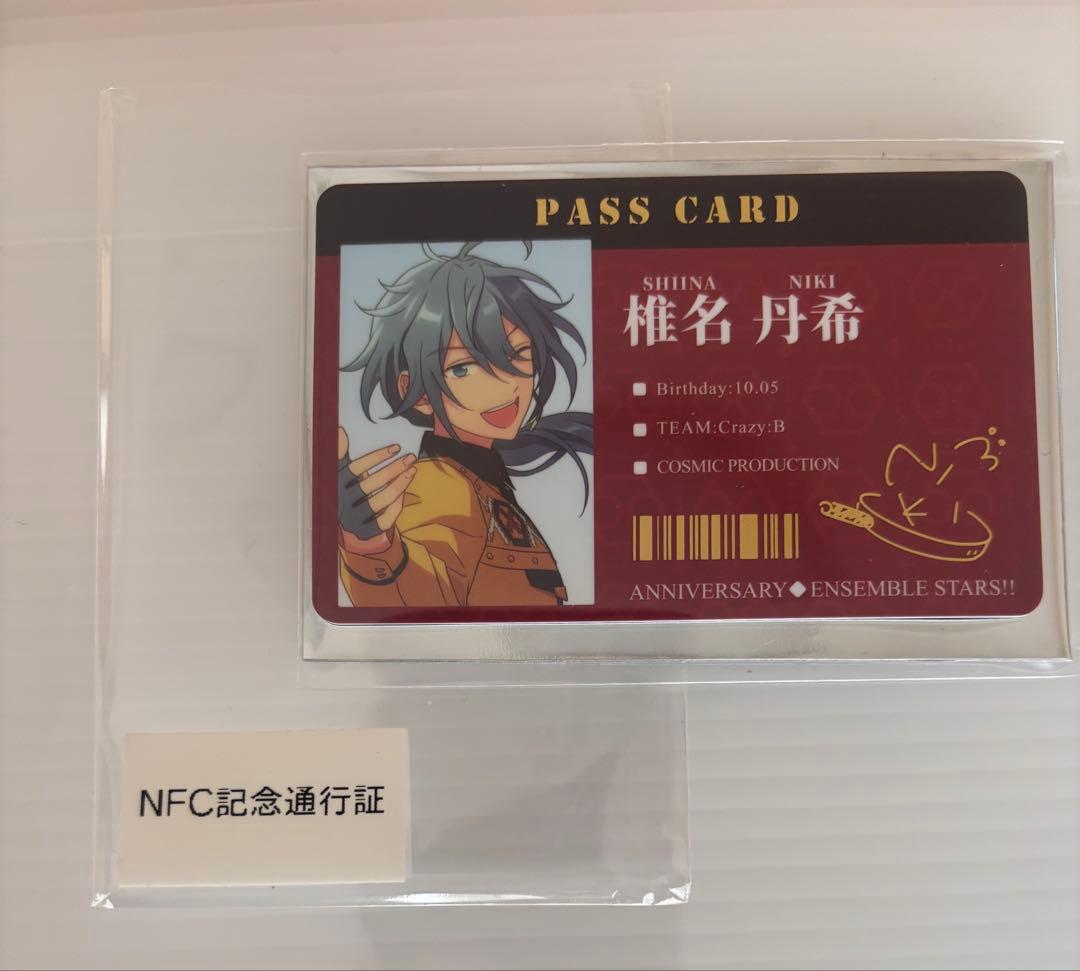 PASS CARD
SHIINA NIKI
椎名 丹希
Birthday:10.05
TEAM:Crazy:B
COSMIC PRODUCTION
ANNIVERSARY◆ENSEMBLE STARS!!
NFC記念通行証